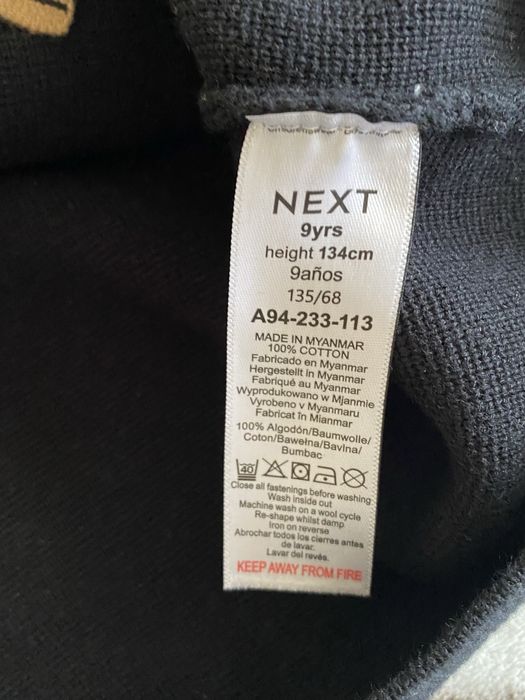 NEXT
9yrs
height 134cm
9años
135/68
A94-233-113
MADE IN MYANMAR
100% COTTON
Fabricado en Myanmar
Hergestellt in Myanmar
Fabriqué au Myanmar
Wyprodukowano w Mjanmie
Vyrobeno v Myanmaru
Fabricat în Mianmar
100% Algodón/Baumwolle/
Coton/Bawełna/Bavlna/
Bumbac
40
Close all fastenings before washing
Wash inside out
Machine wash on a wool cycle
Re-shape whilst damp
Iron on reverse
Abrochar todos los cierres antes
de lavar.
Lavar del revés.
KEEP AWAY FROM FIRE